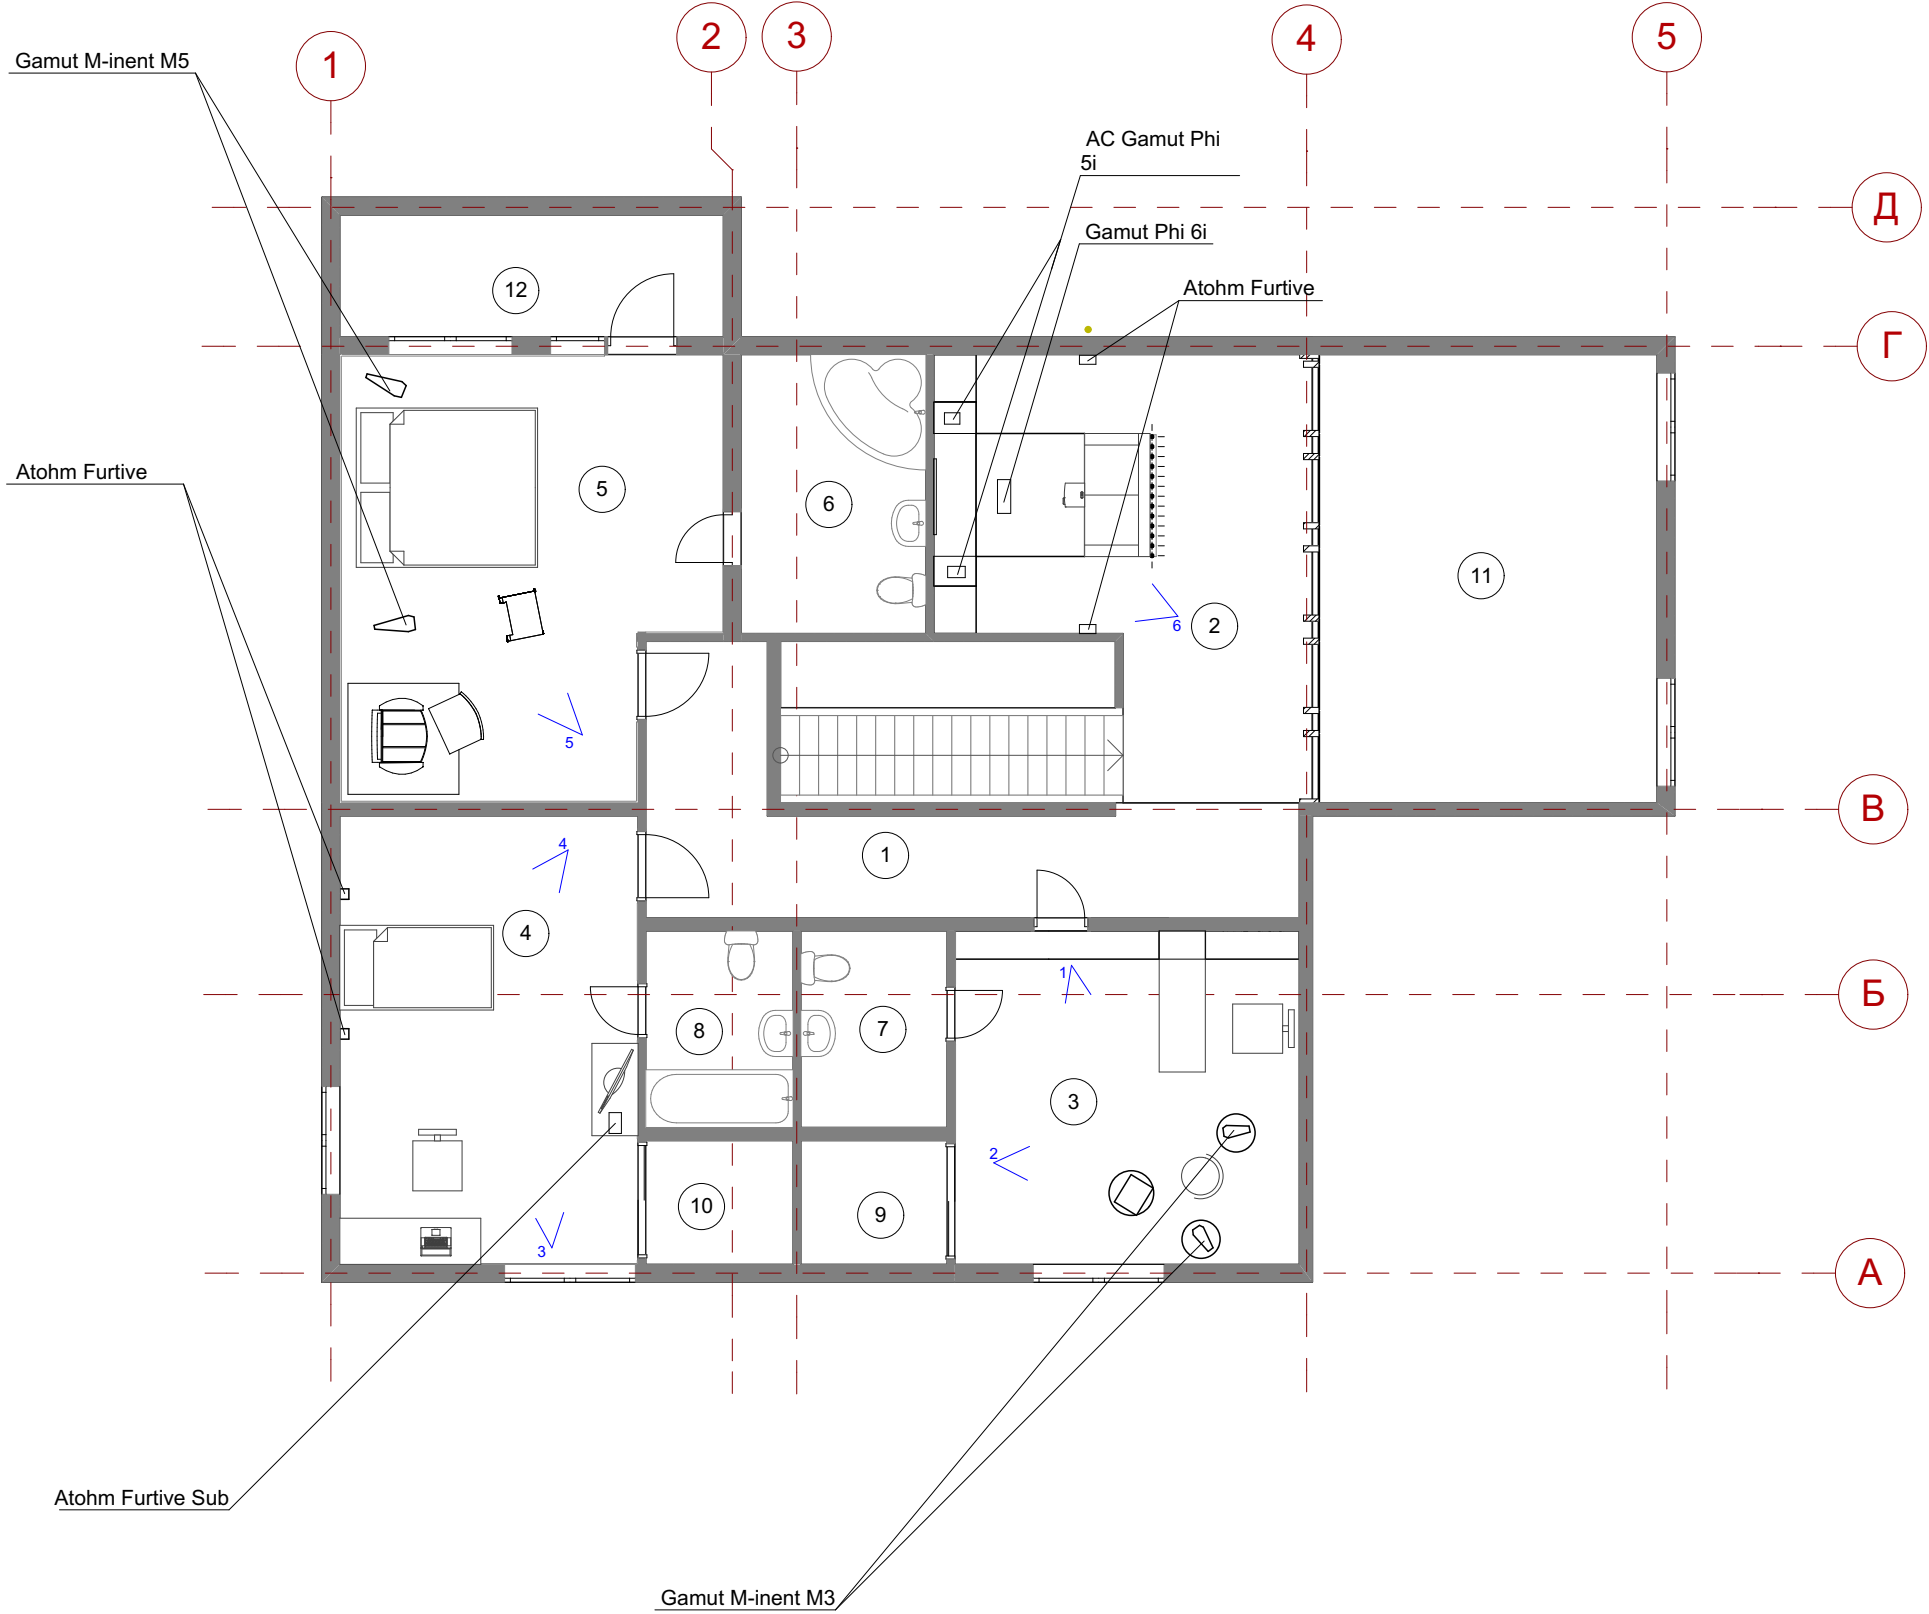 1
2
3
4
5
Gamut M-inent M5
AC Gamut Phi
5i
Д
Gamut Phi 6i
12
Atohm Furtive
Г
Atohm Furtive
5
6
11
6
2
5
В
4
1
4
Б
1
8
7
3
2
10
9
3
А
Atohm Furtive Sub
Gamut M-inent M3